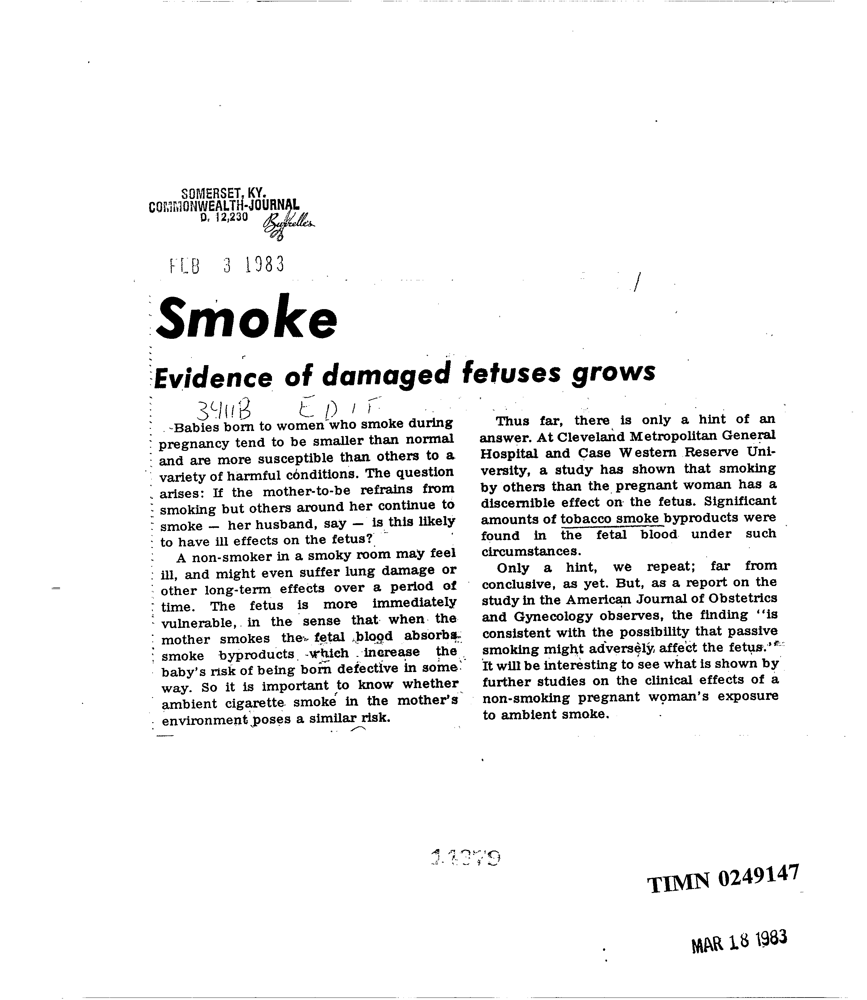 SOMERSET, KY.
COMMONWEALTH-JOURNAL
D. 12,230
Burrelle's
FEB 3 1983
Smoke
Evidence of damaged fetuses grows
3411B EDIT
Babies born to women who smoke during
pregnancy tend to be smaller than normal
and are more susceptible than others to a
variety of harmful conditions. The question
arises: If the mother-to-be refrains from
smoking but others around her continue to
smoke — her husband, say — is this likely
to have ill effects on the fetus?
A non-smoker in a smoky room may feel
ill, and might even suffer lung damage or
other long-term effects over a period of
time. The fetus is more immediately
vulnerable, in the sense that when the
mother smokes the fetal blood absorbs
smoke byproducts which increase the
baby's risk of being born defective in some
way. So it is important to know whether
ambient cigarette smoke in the mother's
environment poses a similar risk.
Thus far, there is only a hint of an
answer. At Cleveland Metropolitan General
Hospital and Case Western Reserve Uni-
versity, a study has shown that smoking
by others than the pregnant woman has a
discernible effect on the fetus. Significant
amounts of tobacco smoke byproducts were
found in the fetal blood under such
circumstances.
Only a hint, we repeat; far from
conclusive, as yet. But, as a report on the
study in the American Journal of Obstetrics
and Gynecology observes, the finding "is
consistent with the possibility that passive
smoking might adversely affect the fetus."
It will be interesting to see what is shown by
further studies on the clinical effects of a
non-smoking pregnant woman's exposure
to ambient smoke.
TIMN 0249147
MAR 18 1983